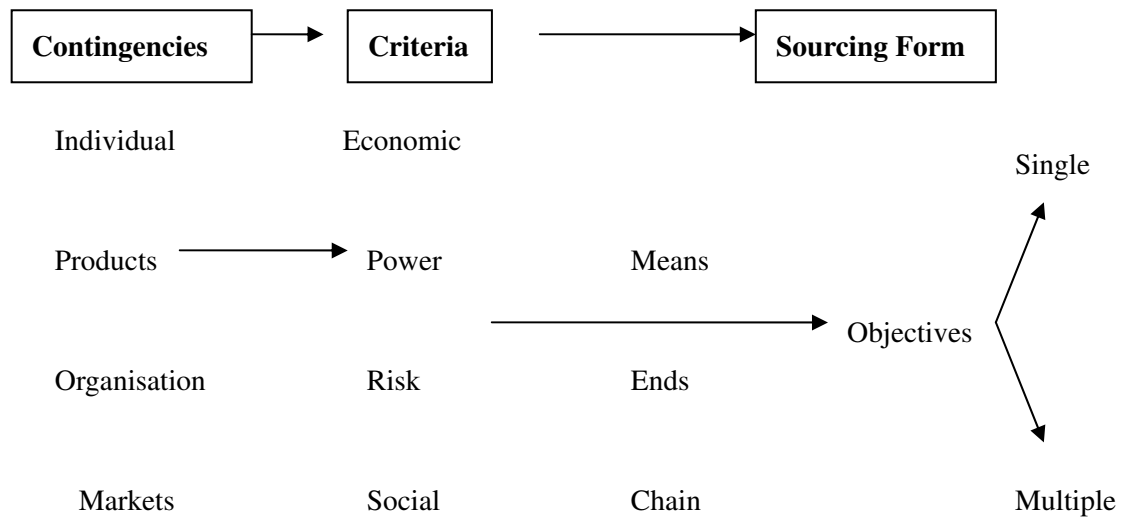 Contingencies Criteria Sourcing Form
Individual Economic
Single
Products Power Means
Objectives
Organisation Risk Ends
Markets Social Chain Multiple